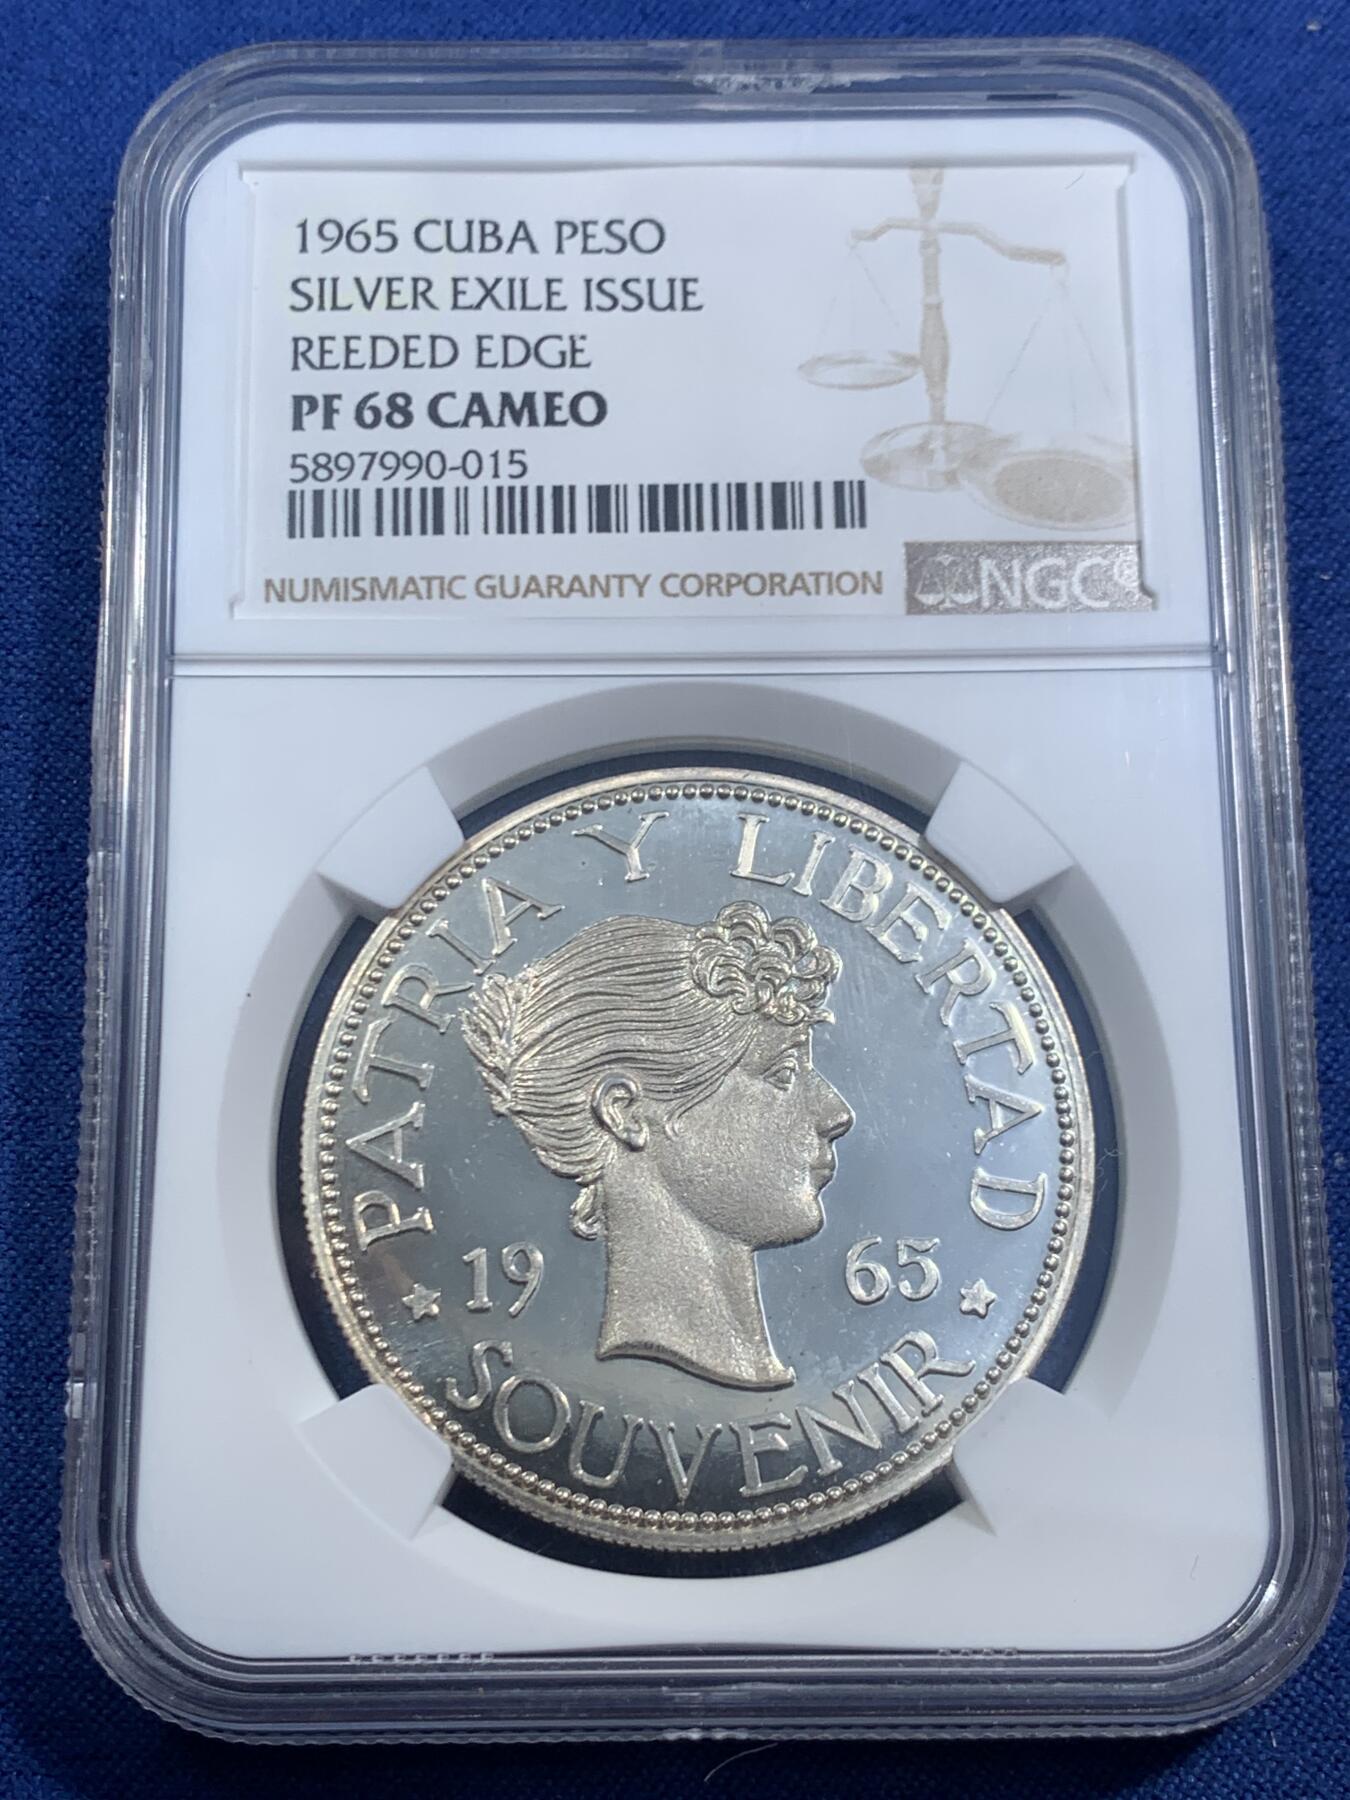 1965 CUBA PESO
SILVER EXILE ISSUE
REEDED EDGE
PF 68 CAMEO
5897990-015
NUMISMATIC GUARANTY CORPORATION
NGC
PATRIA Y LIBERTAD
19 65
SOUVENIR